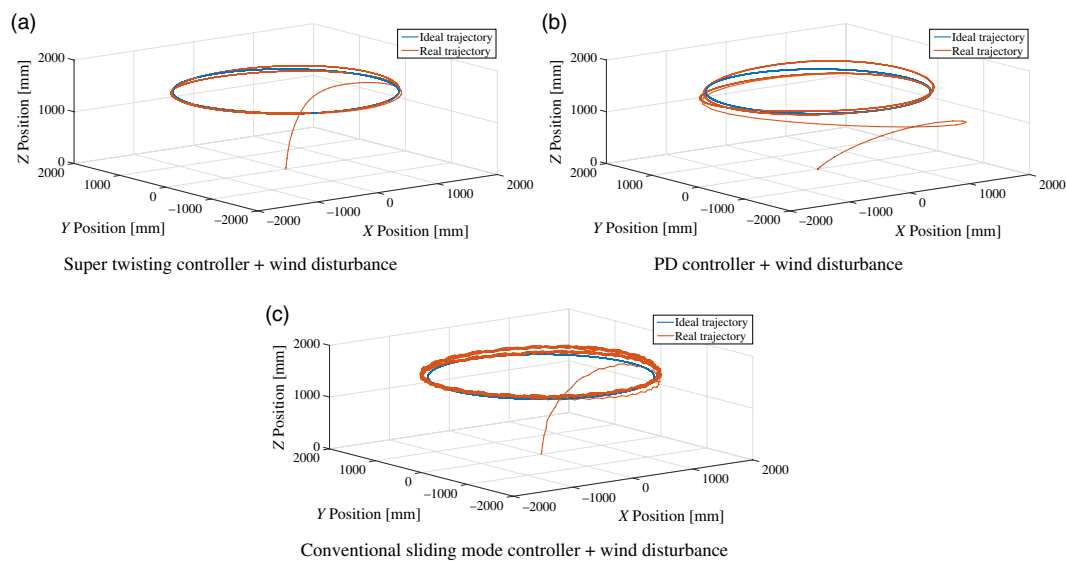 (a)
Ideal trajectory
Real trajectory
2000
1000
0
Z Position [mm]
2000
1000
0
−1000
−2000
Y Position [mm]
−2000
−1000
0
1000
2000
X Position [mm]
Super twisting controller + wind disturbance
(b)
Ideal trajectory
Real trajectory
2000
1000
0
Z Position [mm]
2000
1000
0
−1000
−2000
Y Position [mm]
−2000
−1000
0
1000
2000
X Position [mm]
PD controller + wind disturbance
(c)
Ideal trajectory
Real trajectory
2000
1000
0
Z Position [mm]
2000
1000
0
−1000
−2000
Y Position [mm]
−2000
−1000
0
1000
2000
X Position [mm]
Conventional sliding mode controller + wind disturbance